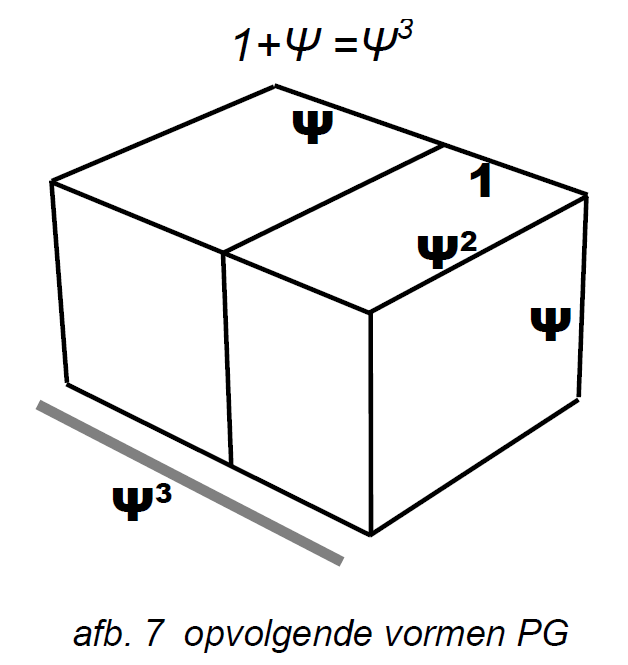 1+Ψ =Ψ³
Ψ
1
Ψ²
Ψ
Ψ³
afb. 7 opvolgende vormen PG